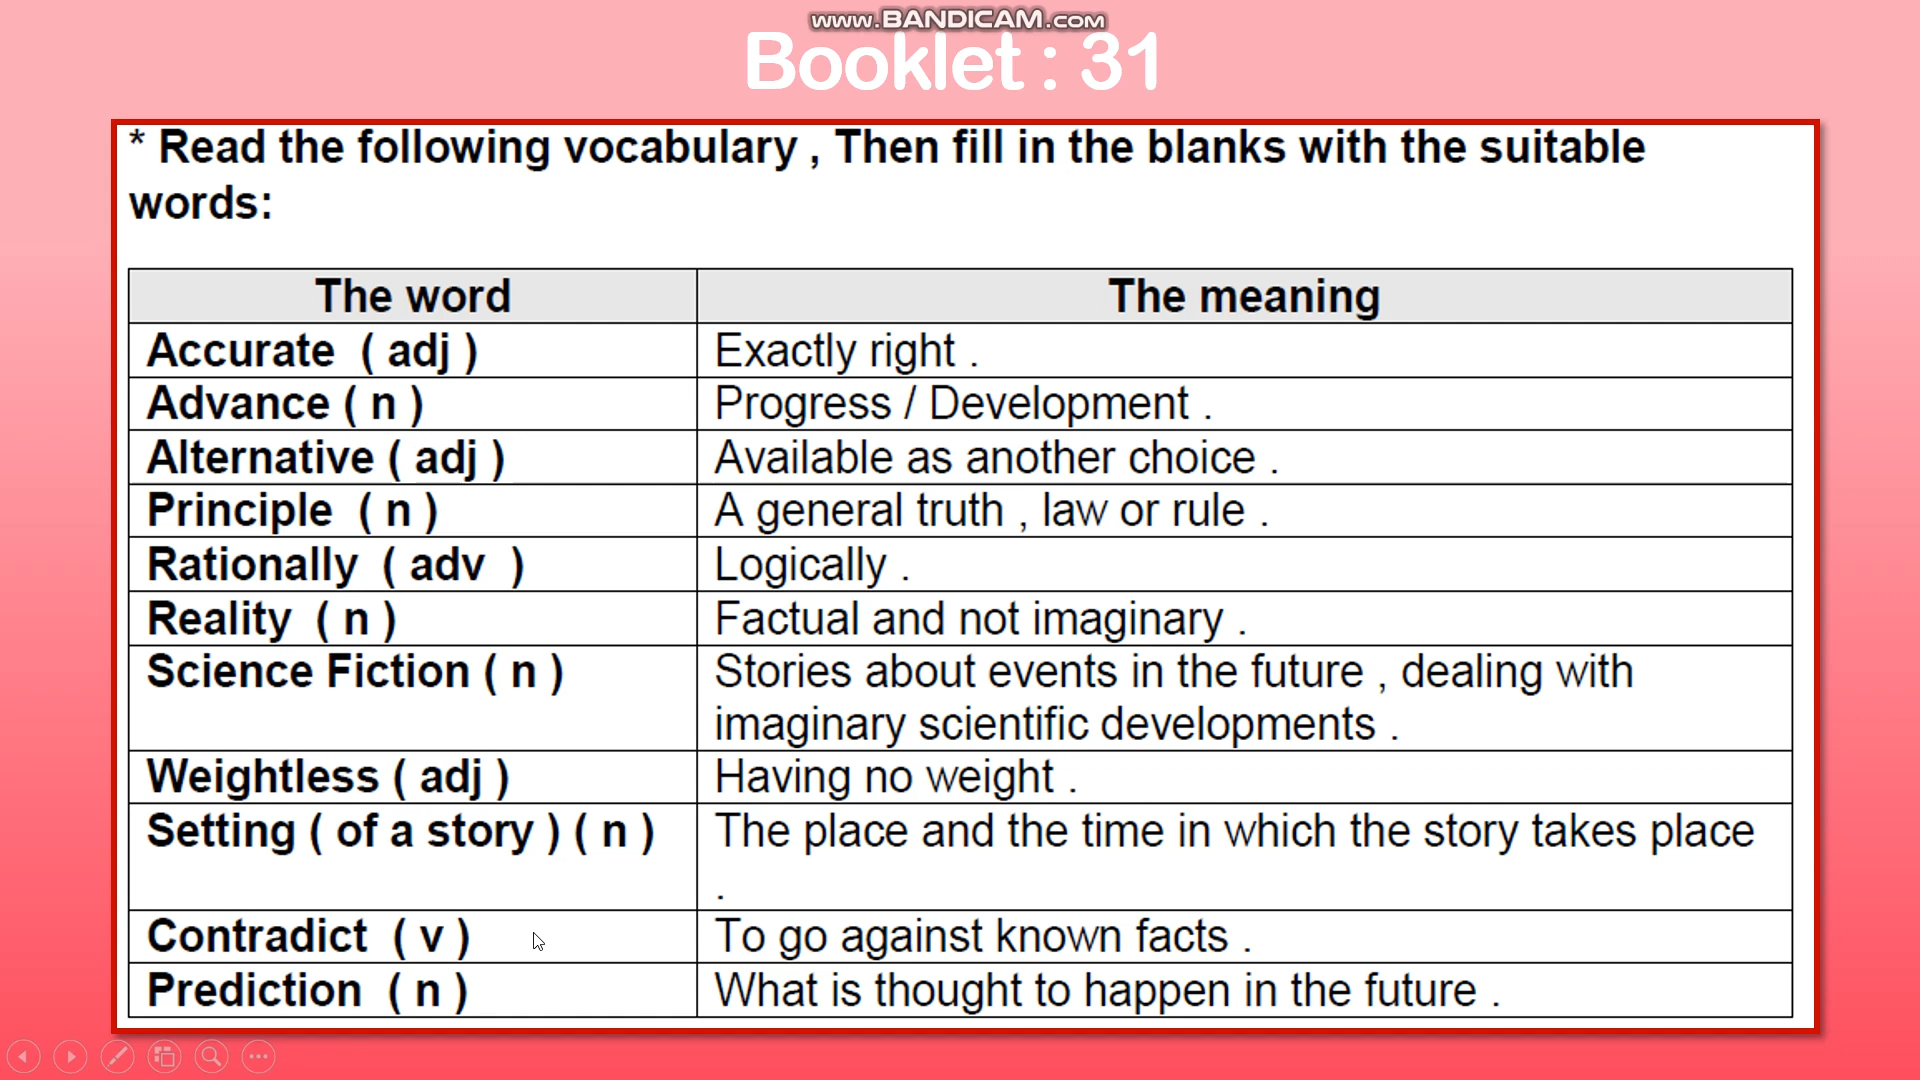 www.BANDICAM.com
Booklet : 31
* Read the following vocabulary , Then fill in the blanks with the suitable
words:
The word The meaning
Accurate ( adj ) Exactly right .
Advance ( n ) Progress / Development .
Alternative ( adj ) Available as another choice .
Principle ( n ) A general truth , law or rule .
Rationally ( adv ) Logically .
Reality ( n ) Factual and not imaginary .
Science Fiction ( n ) Stories about events in the future , dealing with
imaginary scientific developments .
Weightless ( adj ) Having no weight .
Setting ( of a story ) ( n ) The place and the time in which the story takes place
.
Contradict ( v ) To go against known facts .
Prediction ( n ) What is thought to happen in the future .